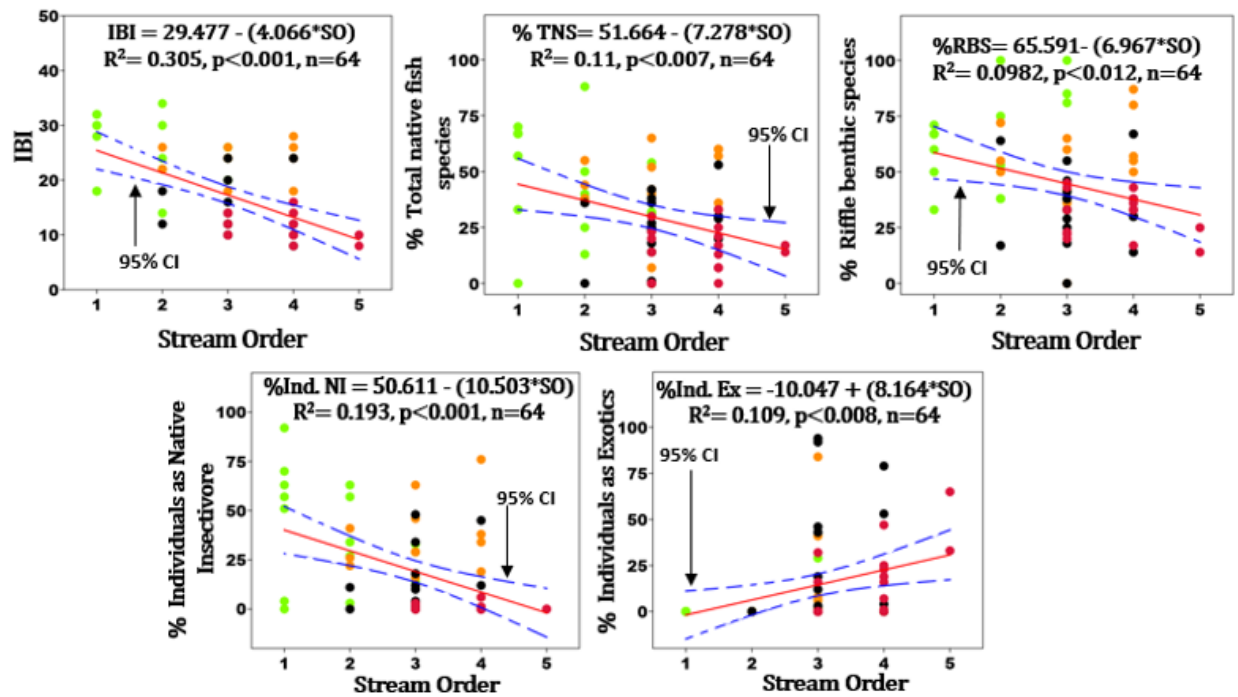 IBI = 29.477 - (4.066*SO)
R²= 0.305, p<0.001, n=64
50
40
30
20
10
0
IBI
95% CI
1 2 3 4 5
Stream Order
% TNS= 51.664 - (7.278*SO)
R²= 0.11, p<0.007, n=64
100
75
50
25
0
% Total native fish
species
95% CI
1 2 3 4 5
Stream Order
%RBS= 65.591- (6.967*SO)
R²= 0.0982, p<0.012, n=64
100
75
50
25
0
% Riffle benthic species
95% CI
1 2 3 4 5
Stream Order
%Ind. NI = 50.611 - (10.503*SO)
R²= 0.193, p<0.001, n=64
100
75
50
25
0
% Individuals as Native
Insectivore
95% CI
1 2 3 4 5
Stream Order
%Ind. Ex = -10.047 + (8.164*SO)
R²= 0.109, p<0.008, n=64
100
75
50
25
0
% Individuals as Exotics
95% CI
1 2 3 4 5
Stream Order